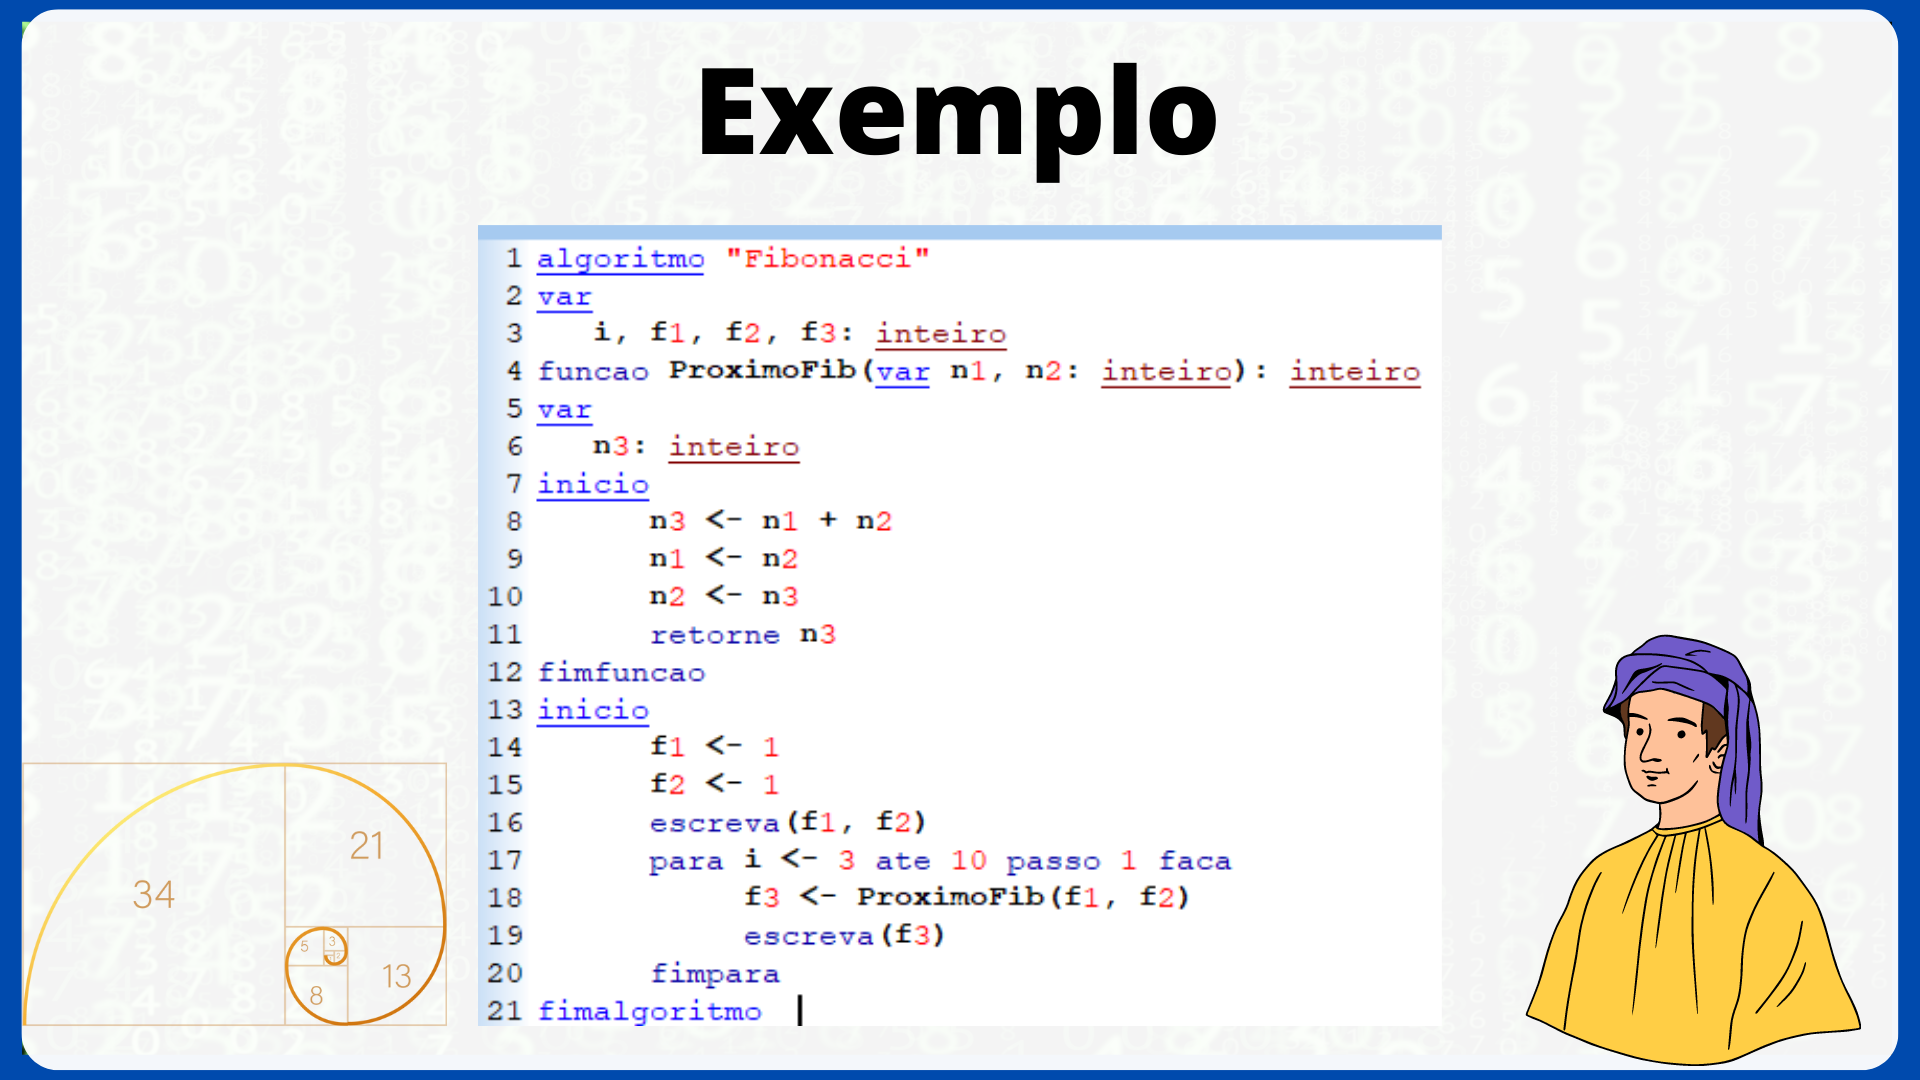 Exemplo
1 algoritmo "Fibonacci"
2 var
3    i, f1, f2, f3: inteiro
4 funcao ProximoFib(var n1, n2: inteiro): inteiro
5 var
6    n3: inteiro
7 inicio
8       n3 <- n1 + n2
9       n1 <- n2
10       n2 <- n3
11       retorne n3
12 fimfuncao
13 inicio
14       f1 <- 1
15       f2 <- 1
16       escreva(f1, f2)
17       para i <- 3 ate 10 passo 1 faca
18            f3 <- ProximoFib(f1, f2)
19            escreva(f3)
20       fimpara
21 fimalgoritmo
21
34
5 3
13
8